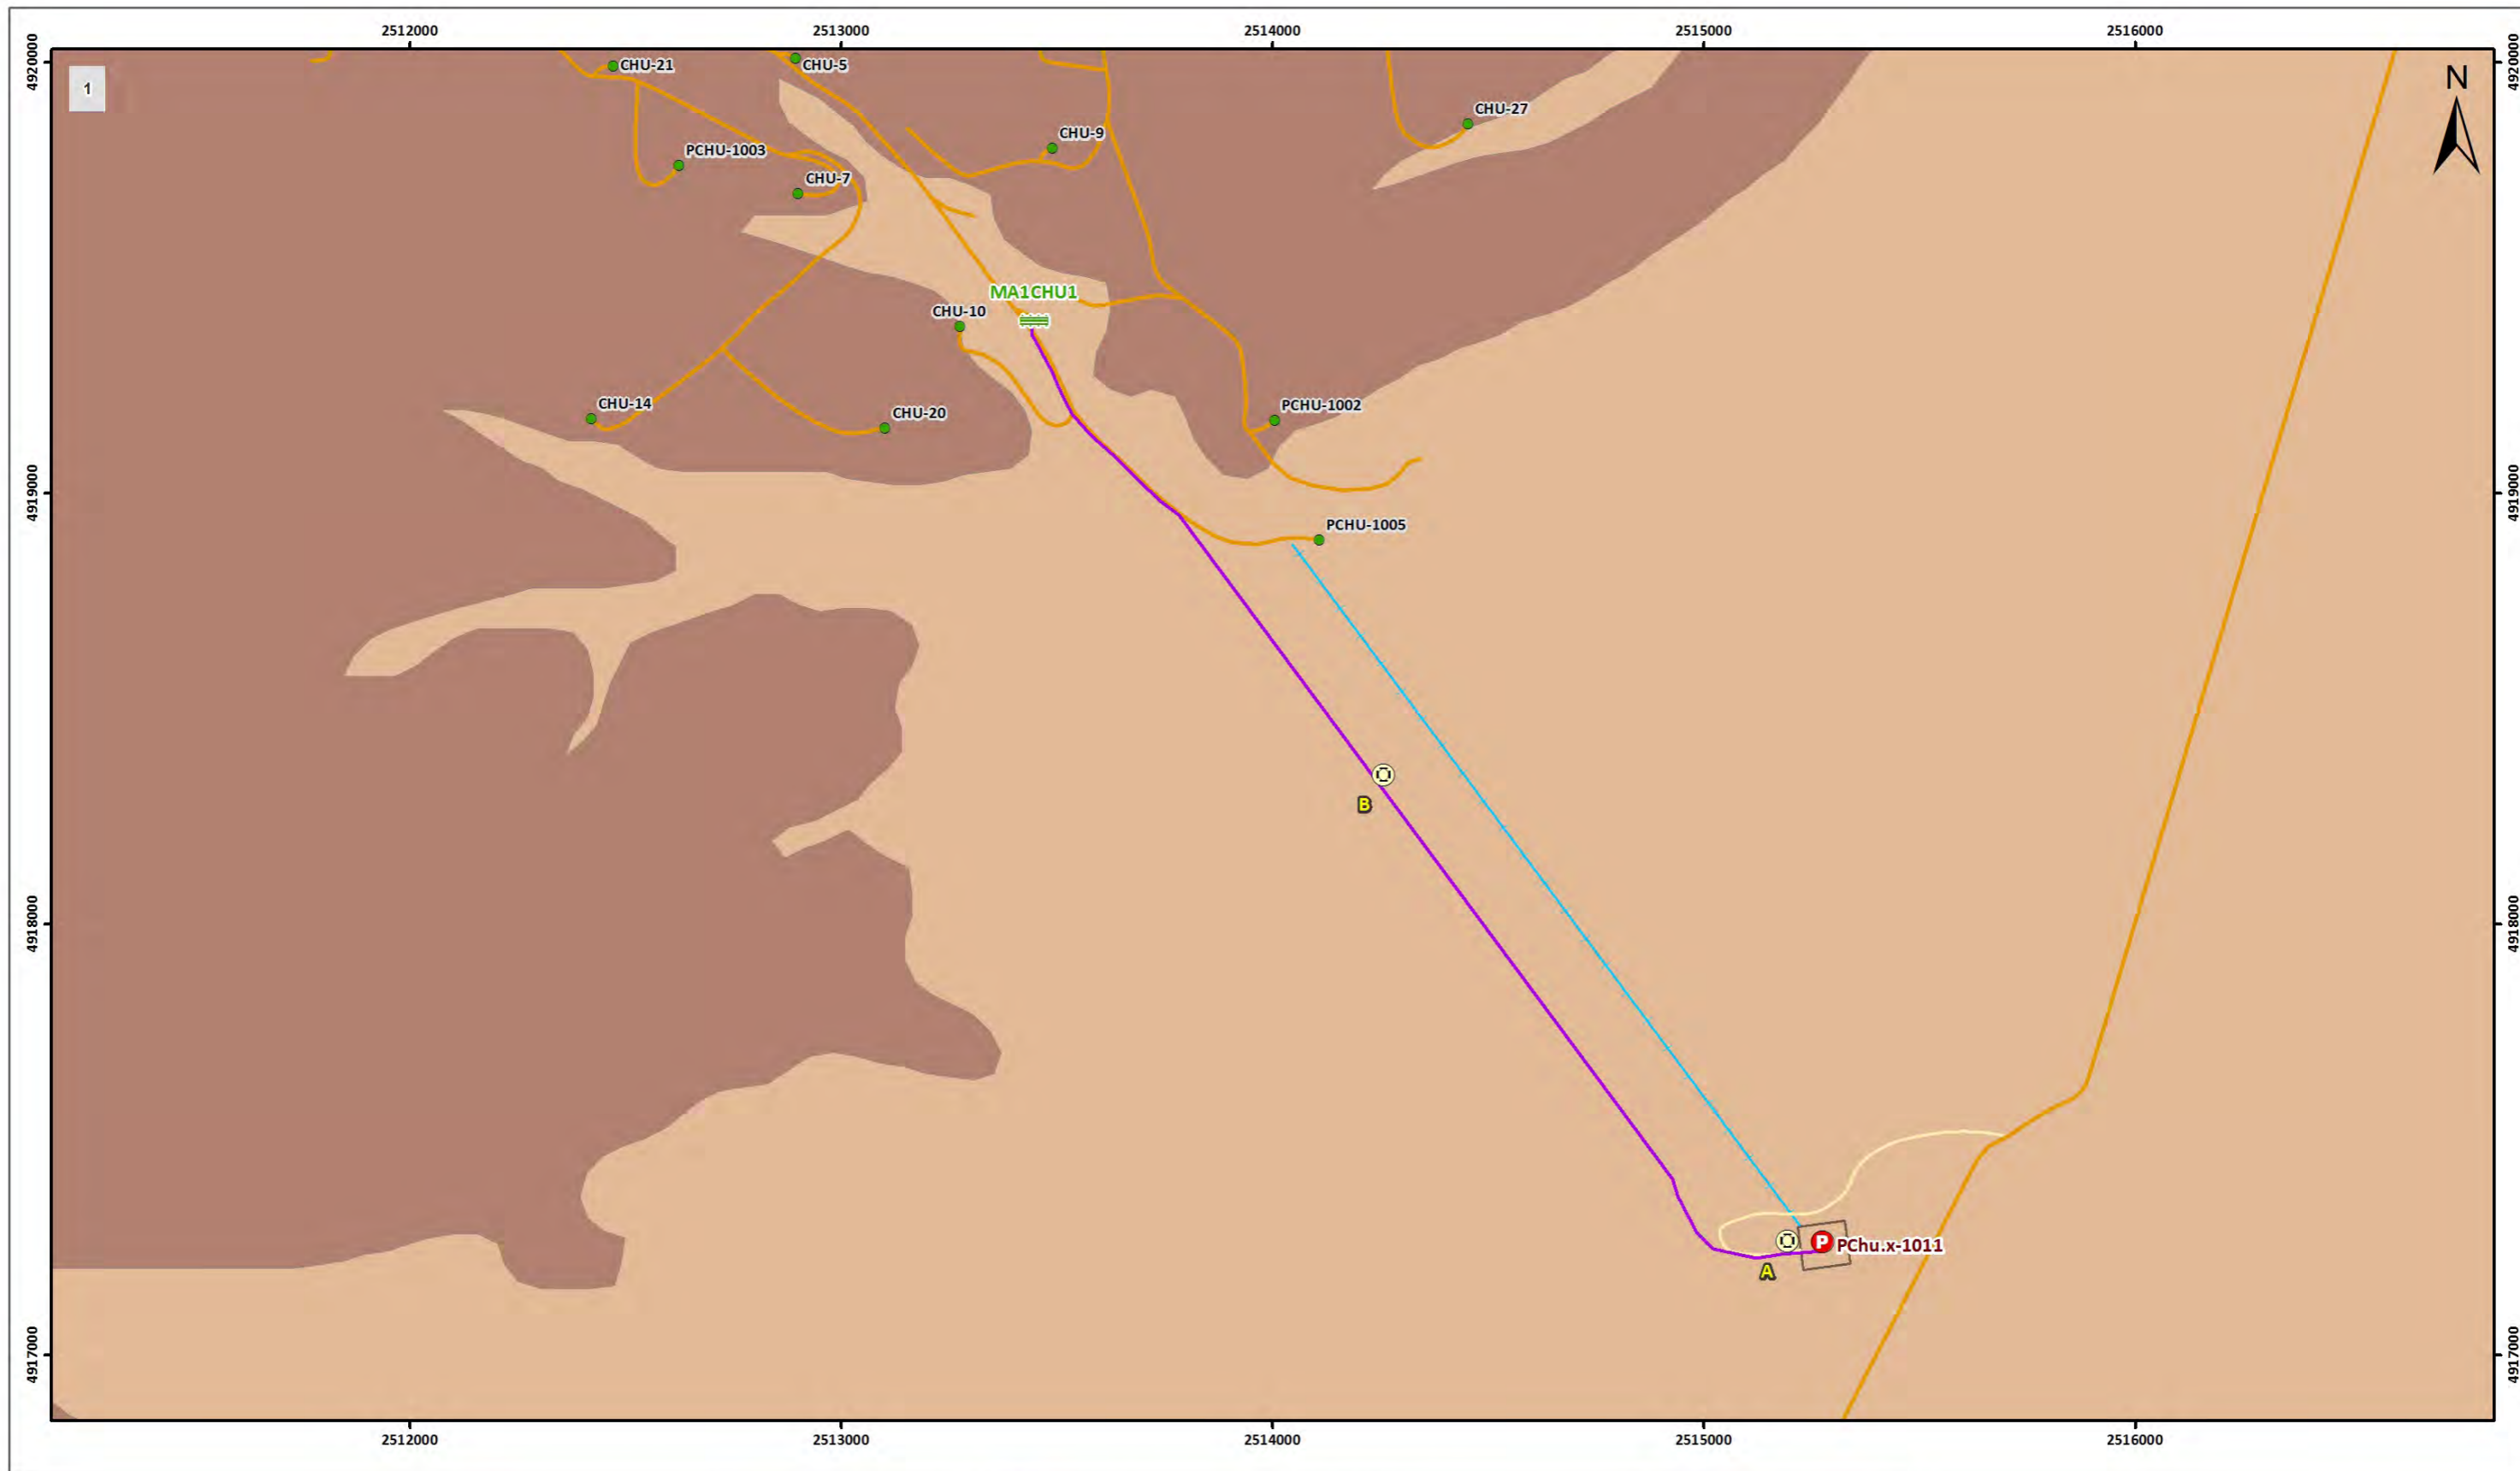 2512000 2513000 2514000 2515000 2516000
4920000 4920000
1
N
CHU-21
CHU-5
CHU-27
CHU-9
PCHU-1003
CHU-7
MA1CHU1
CHU-10
CHU-14
PCHU-1002
CHU-20
4919000 4919000
PCHU-1005
B
4918000 4918000
P PChu.x-1011
A
4917000 4917000
2512000 2513000 2514000 2515000 2516000